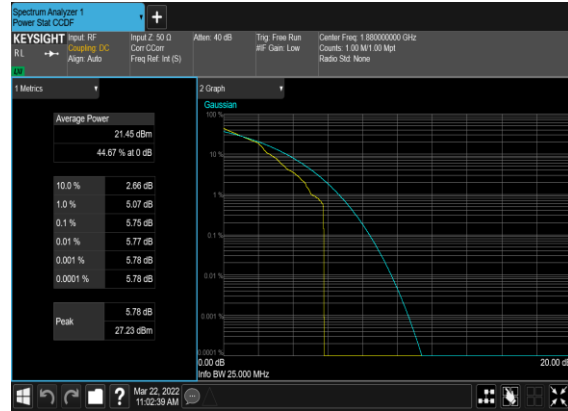 Spectrum Analyzer 1
Power Stat CCDF
KEYSIGHT
RL
LM
Input: RF
Coupling: DC
Align: Auto
Input Z: 50 Ω
Corr CCorr
Freq Ref: Int (S)
Atten: 40 dB
Trig: Free Run
#IF Gain: Low
Center Freq: 1.880000000 GHz
Counts: 1.00 M/1.00 Mpt
Radio Std: None
1 Metrics
Average Power
21.45 dBm
44.67 % at 0 dB
10.0 % 2.66 dB
1.0 % 5.07 dB
0.1 % 5.75 dB
0.01 % 5.77 dB
0.001 % 5.78 dB
0.0001 % 5.78 dB
Peak
5.78 dB
27.23 dBm
2 Graph
Gaussian
100 %
10 %
1 %
0.1 %
0.01 %
0.001 %
0.0001 %
0.00 dB
20.00 dB
Info BW 25.000 MHz
Mar 22, 2022
11:02:39 AM